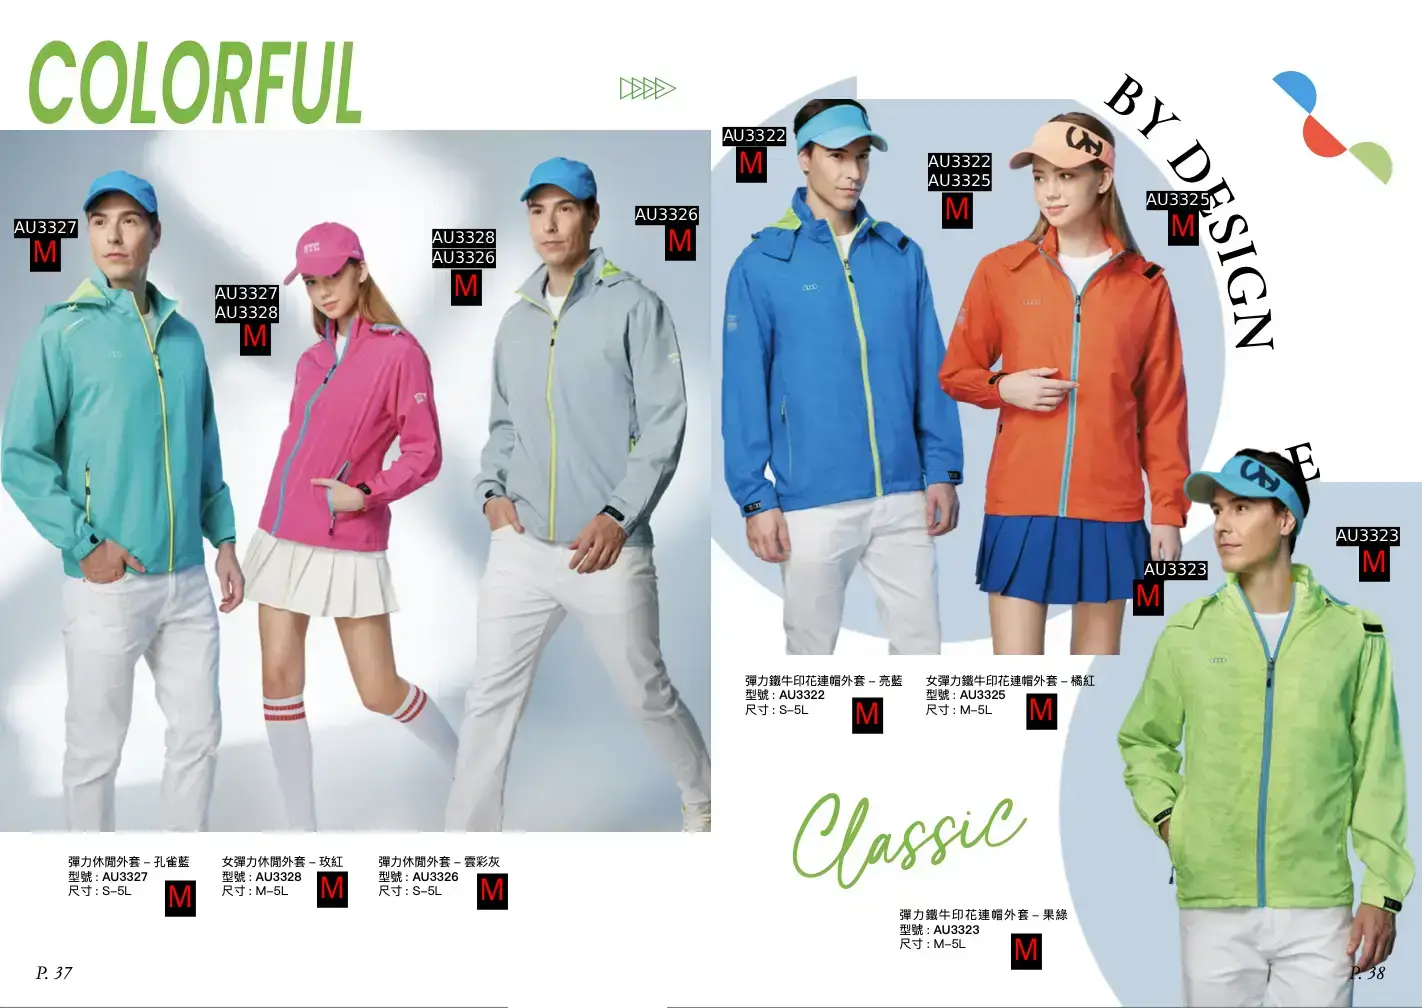 COLORFUL
BY DESIGN
E
AU3327
M
AU3327
AU3328
M
NTC
AU3328
AU3326
M
AU3326
M
AU3322
M
AU3322
AU3325
M
AU3325
M
AU3323
M
AU3323
M
彈力鐵牛印花連帽外套 – 亮藍
型號 : AU3322
尺寸 : S–5L
M
女彈力鐵牛印花連帽外套 – 橘紅
型號 : AU3325
尺寸 : M–5L
M
Classic
彈力休閒外套 – 孔雀藍
型號 : AU3327
尺寸 : S–5L
M
女彈力休閒外套 – 玫紅
型號 : AU3328
尺寸 : M–5L
M
彈力休閒外套 – 雲彩灰
型號 : AU3326
尺寸 : S–5L
M
彈力鐵牛印花連帽外套 – 果綠
型號 : AU3323
尺寸 : M–5L
M
P. 37
P. 38